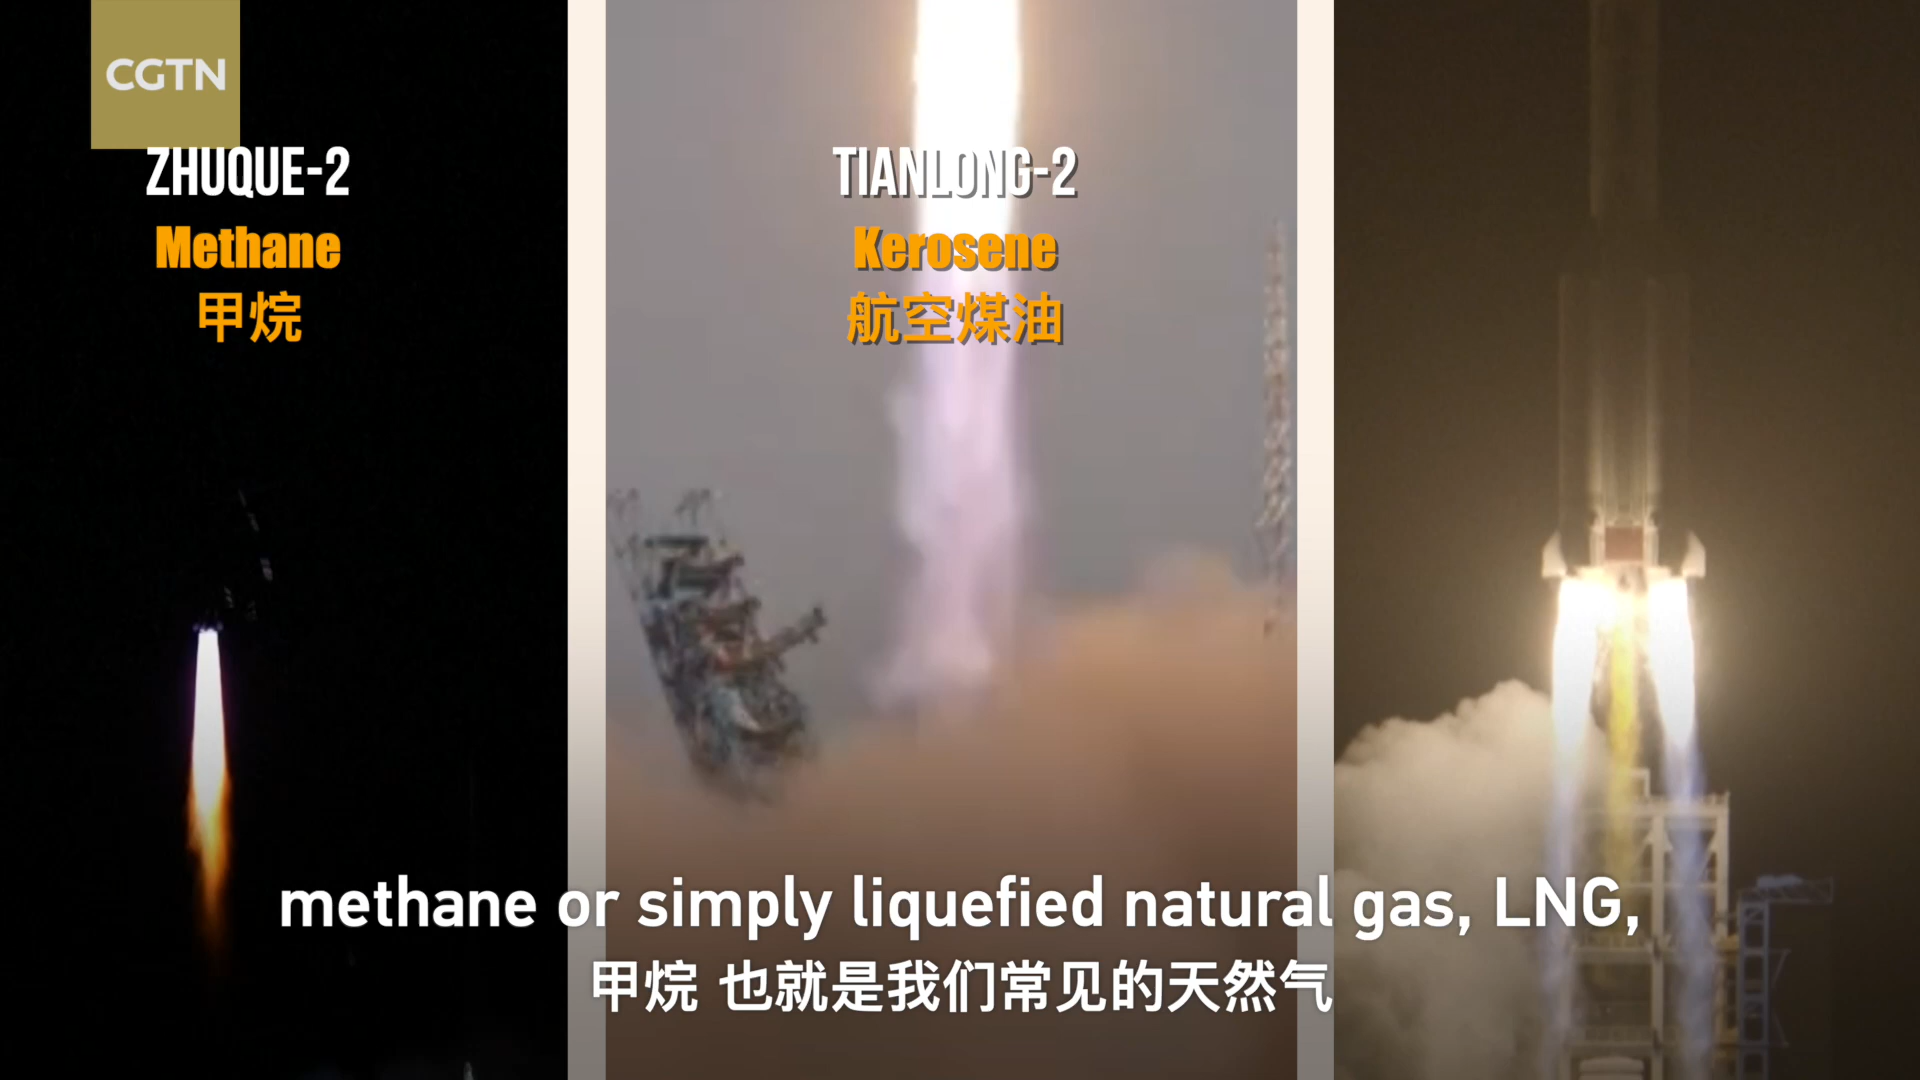 CGTN
ZHUQUE-2
Methane
甲烷
TIANLONG-2
Kerosene
航空煤油
methane or simply liquefied natural gas, LNG,
甲烷 也就是我们常见的天然气